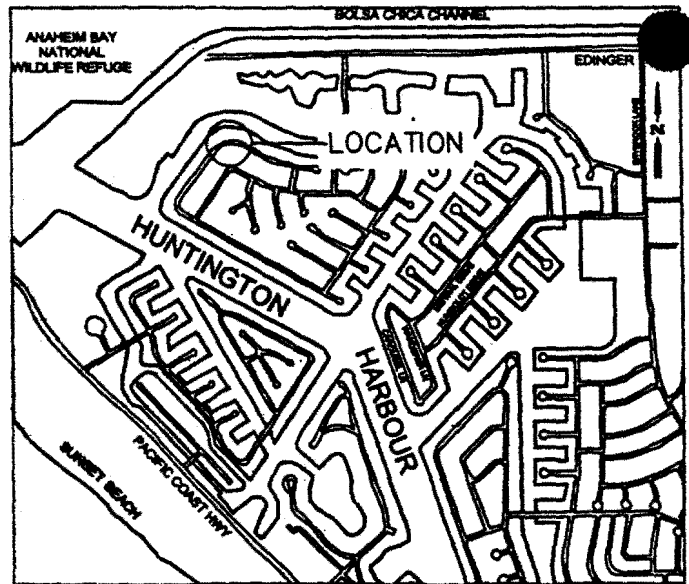 BOLSA CHICA CHANNEL
ANAHEIM BAY
NATIONAL
WILDLIFE REFUGE
EDINGER
N
LOCATION
HUNTINGTON
HARBOUR
PACIFIC COAST HWY
SUNSET BEACH